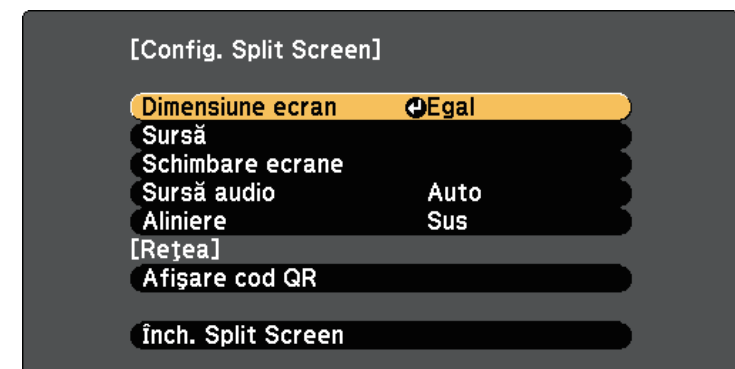 [Config. Split Screen]
Dimensiune ecran Egal
Sursă
Schimbare ecrane
Sursă audio Auto
Aliniere Sus
[Reţea]
Afişare cod QR
Înch. Split Screen